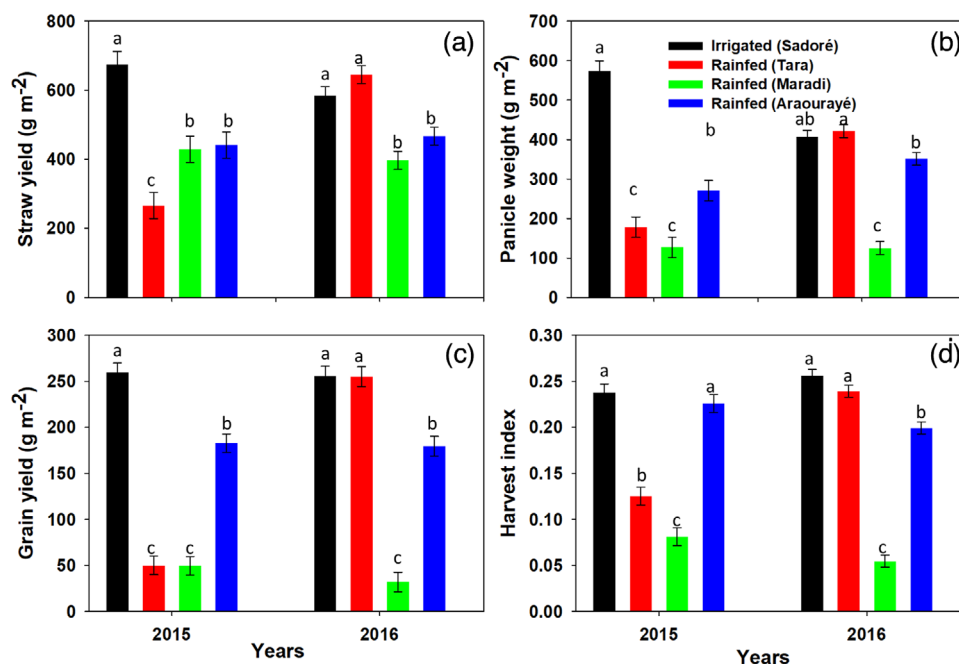 (a)
Straw yield (g m-2)
800
600
400
200
0
a
c
b
b
a
a
b
b
(b)
Panicle weight (g m-2)
700
600
500
400
300
200
100
0
Irrigated (Sadoré)
Rainfed (Tara)
Rainfed (Maradi)
Rainfed (Araourayé)
a
c
c
b
ab
a
c
b
(c)
Grain yield (g m-2)
300
250
200
150
100
50
0
a
c
c
b
a
a
c
b
2015
2016
Years
(d)
Harvest index
0.30
0.25
0.20
0.15
0.10
0.05
0.00
a
b
c
a
a
a
c
b
2015
2016
Years